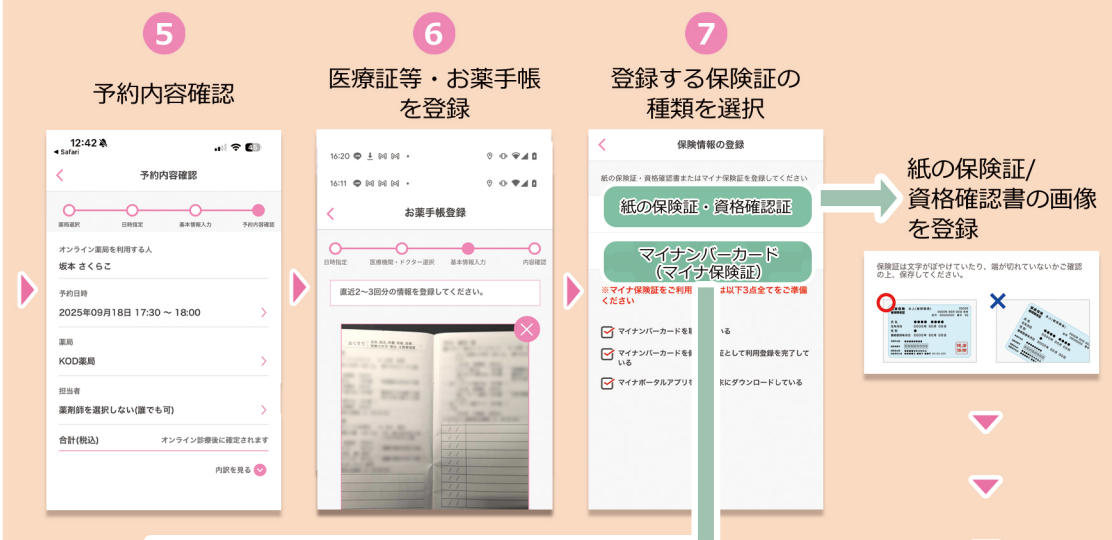 5
予約内容確認
12:42
Safari
45
予約内容確認
薬局選択
日時指定
基本情報入力
予約内容確認
オンライン薬局を利用する人
坂本 さくらこ
予約日時
2025年09月18日 17:30 ~ 18:00
薬局
KOD薬局
担当者
薬剤師を選択しない(誰でも可)
合計(税込)
オンライン診療後に確定されます
内訳を見る
6
医療証等・お薬手帳
を登録
16:20
16:11
お薬手帳登録
日時指定
医療機関・ドクター選択
基本情報入力
内容確認
直近2~3回分の情報を登録してください。
7
登録する保険証の
種類を選択
保険情報の登録
紙の保険証・資格確認書またはマイナ保険証を登録してください
紙の保険証・資格確認証
マイナンバーカード
(マイナ保険証)
※マイナ保険証をご利用 は以下3点全てをご準備
ください
マイナンバーカードを いる
マイナンバーカードを 証として利用登録を完了して
いる
マイナポータルアプリを 末にダウンロードしている
紙の保険証/
資格確認書の画像
を登録
保険証は文字がぼやけていたり、端が切れていないかご確認
の上、保存してください。